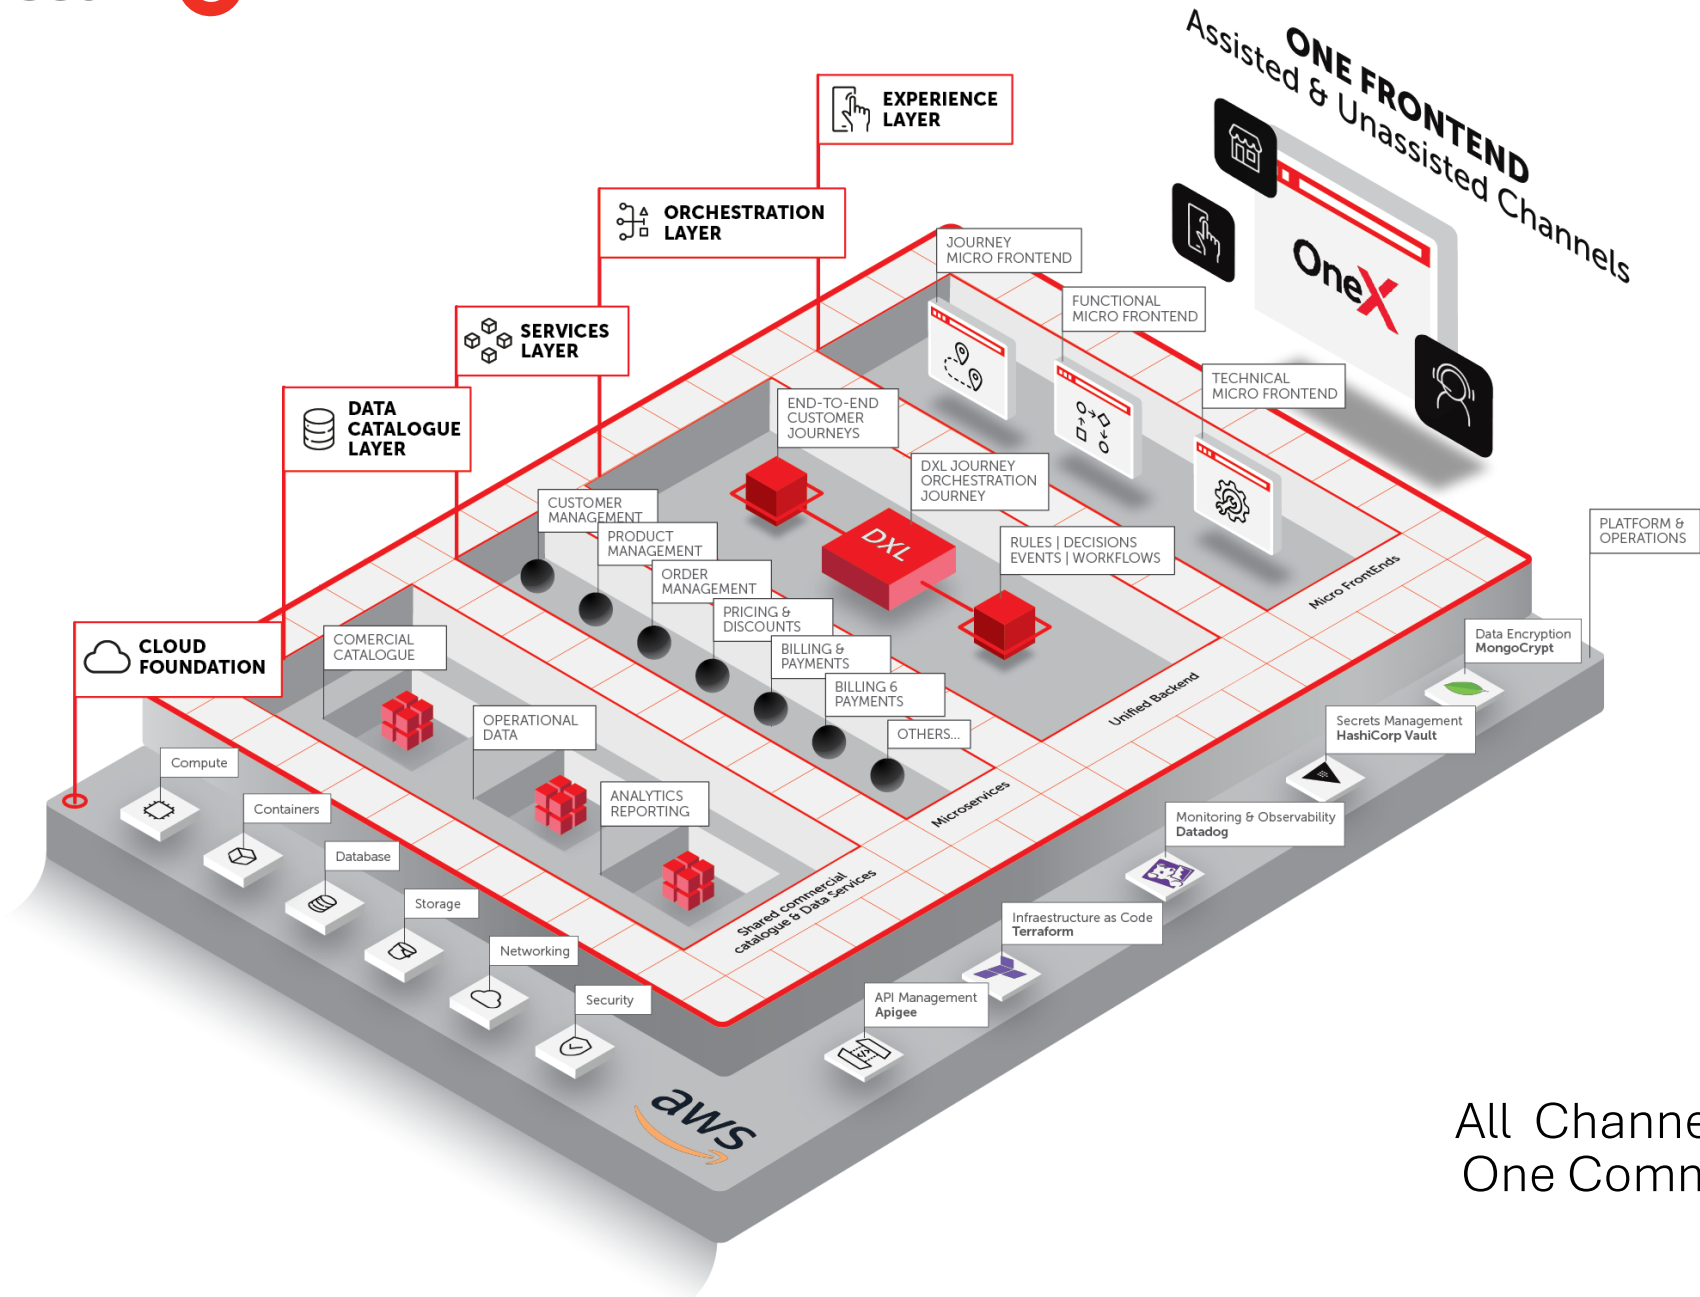 ONE FRONTEND
Assisted & Unassisted Channels
OneX
EXPERIENCE
LAYER
ORCHESTRATION
LAYER
SERVICES
LAYER
DATA
CATALOGUE
LAYER
CLOUD
FOUNDATION
JOURNEY
MICRO FRONTEND
FUNCTIONAL
MICRO FRONTEND
TECHNICAL
MICRO FRONTEND
END-TO-END
CUSTOMER
JOURNEYS
DXL JOURNEY
ORCHESTRATION
JOURNEY
RULES | DECISIONS
EVENTS | WORKFLOWS
DXL
CUSTOMER
MANAGEMENT
PRODUCT
MANAGEMENT
ORDER
MANAGEMENT
PRICING &
DISCOUNTS
BILLING &
PAYMENTS
BILLING 6
PAYMENTS
OTHERS...
COMERCIAL
CATALOGUE
OPERATIONAL
DATA
ANALYTICS
REPORTING
Micro FrontEnds
Unified Backend
Microservices
Shared commercial
catalogue & Data Services
Compute
Containers
Database
Storage
Networking
Security
aws
PLATFORM &
OPERATIONS
Data Encryption
MongoCrypt
Secrets Management
HashiCorp Vault
Monitoring & Observability
Datadog
Infraestructure as Code
Terraform
API Management
Apigee
All Channe
One Comm